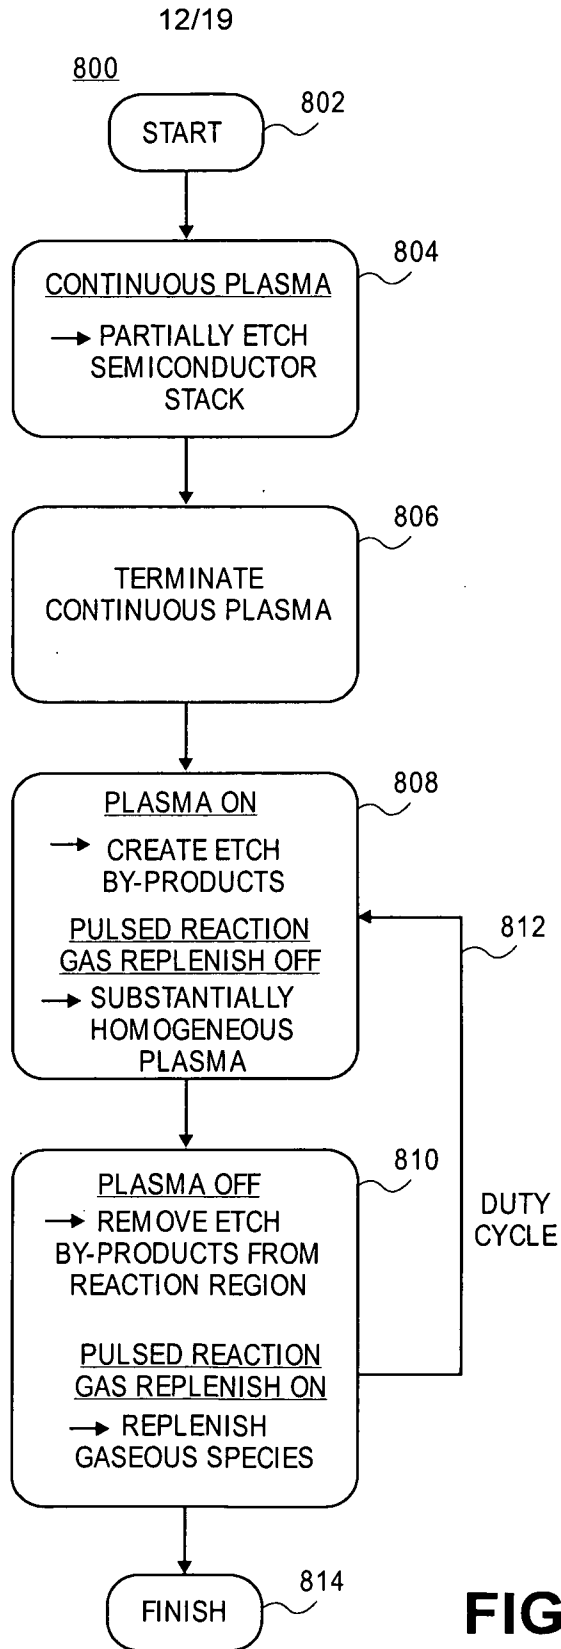 12/19
800
START
802
CONTINUOUS PLASMA
→ PARTIALLY ETCH
SEMICONDUCTOR
STACK
804
TERMINATE
CONTINUOUS PLASMA
806
PLASMA ON
→ CREATE ETCH
BY-PRODUCTS
PULSED REACTION
GAS REPLENISH OFF
→ SUBSTANTIALLY
HOMOGENEOUS
PLASMA
808
812
PLASMA OFF
→ REMOVE ETCH
BY-PRODUCTS FROM
REACTION REGION
PULSED REACTION
GAS REPLENISH ON
→ REPLENISH
GASEOUS SPECIES
810
DUTY
CYCLE
FINISH
814
FIG